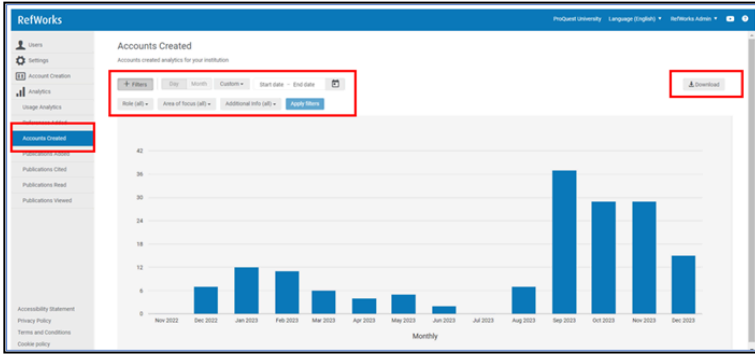 RefWorks
ProQuest University Language (English) RefWorks Admin
Users
Settings
Account Creation
Analytics
Usage Analytics
References Added
Accounts Created
Publications Added
Publications Cited
Publications Read
Publications Viewed
Accessibility Statement
Privacy Policy
Terms and Conditions
Cookie policy
Accounts Created
Accounts created analytics for your institution
+ Filters Day Month Custom Start date - End date
Download
Role (all) Area of focus (all) Additional Info (all) Apply filters
42
36
30
24
18
12
6
0
Nov 2022 Dec 2022 Jan 2023 Feb 2023 Mar 2023 Apr 2023 May 2023 Jun 2023 Jul 2023 Aug 2023 Sep 2023 Oct 2023 Nov 2023 Dec 2023
Monthly